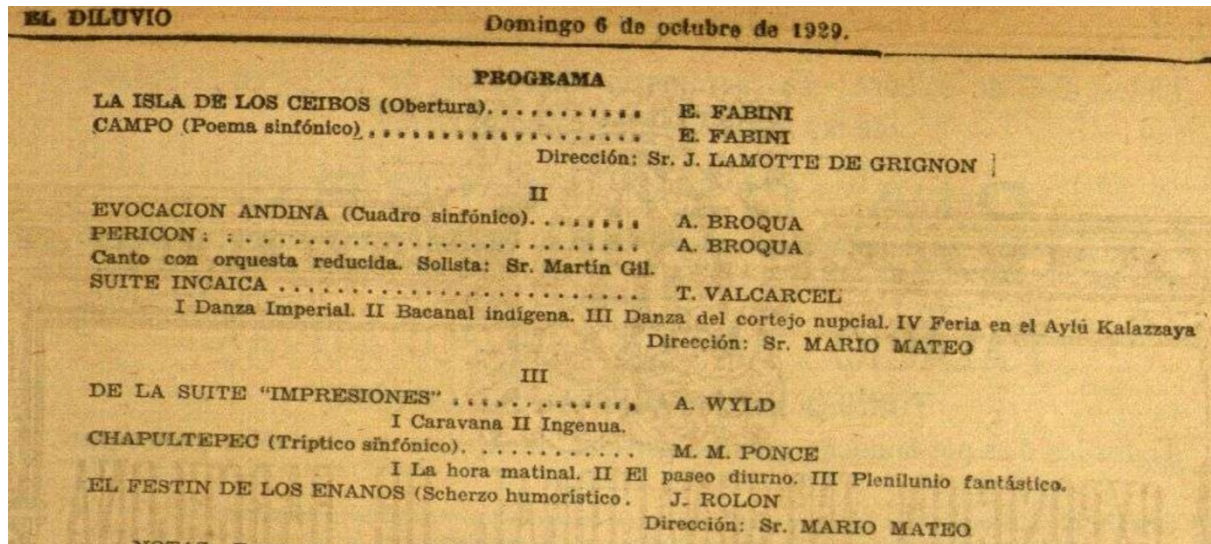 EL DILUVIO Domingo 6 de octubre de 1929.
PROGRAMA
LA ISLA DE LOS CEIBOS (Obertura). . . . . . . . . . . E. FABINI
CAMPO (Poema sinfónico) . . . . . . . . . . . . . . . . . . . E. FABINI
Dirección: Sr. J. LAMOTTE DE GRIGNON
II
EVOCACION ANDINA (Cuadro sinfónico). . . . . . . . A. BROQUA
PERICON . . . . . . . . . . . . . . . . . . . . . . . . . . . A. BROQUA
Canto con orquesta reducida. Solista: Sr. Martín Gil.
SUITE INCAICA . . . . . . . . . . . . . . . . . . . . . . . . T. VALCARCEL
I Danza Imperial. II Bacanal indígena. III Danza del cortejo nupcial. IV Feria en el Aylú Kalazzaya
Dirección: Sr. MARIO MATEO
III
DE LA SUITE "IMPRESIONES" . . . . . . . . . . . . . A. WYLD
I Caravana II Ingenua.
CHAPULTEPEC (Triptico sinfónico). . . . . . . . . . . . M. M. PONCE
I La hora matinal. II El paseo diurno. III Plenilunio fantástico.
EL FESTIN DE LOS ENANOS (Scherzo humorístico . J. ROLON
Dirección: Sr. MARIO MATEO